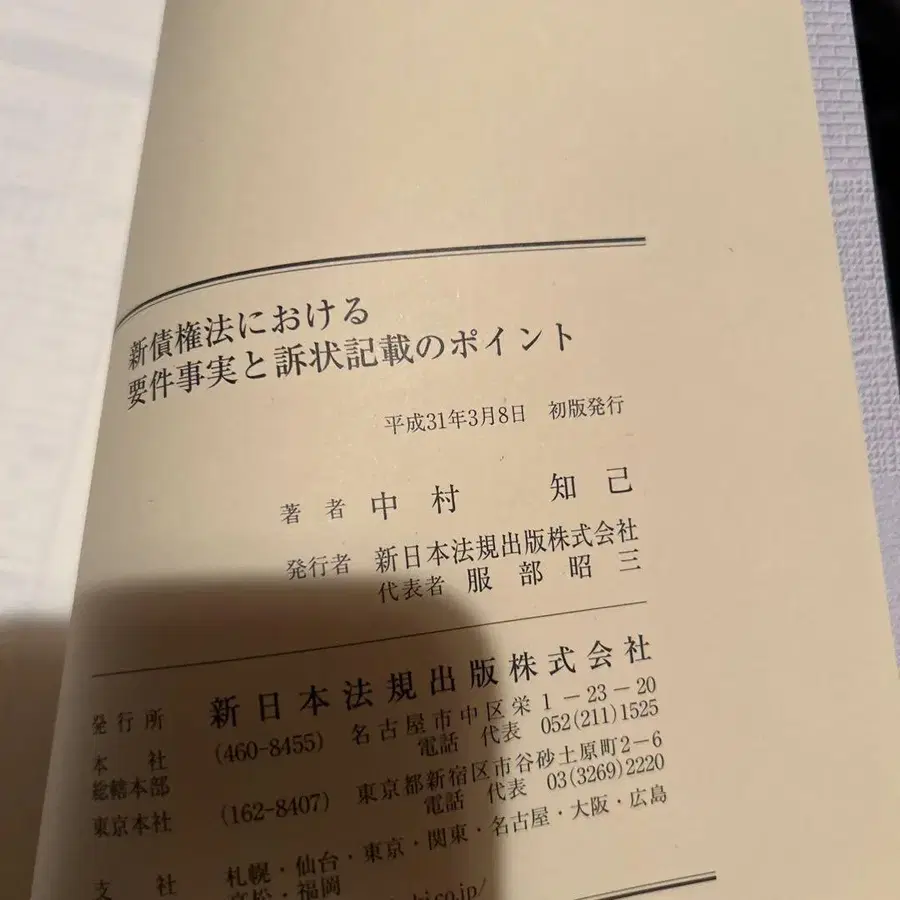 新債権法における
要件事実と訴状記載のポイント
平成31年3月8日 初版発行
著者 中村 知己
発行者 新日本法規出版株式会社
代表者 服部昭三
発行所 新日本法規出版株式会社
本社 (460-8455) 名古屋市中区栄1-23-20
総轄本部 電話 代表 052(211)1525
東京本社 (162-8407) 東京都新宿区市谷砂土原町2-6
電話 代表 03(3269)2220
支社 札幌・仙台・東京・関東・名古屋・大阪・広島
高松・福岡